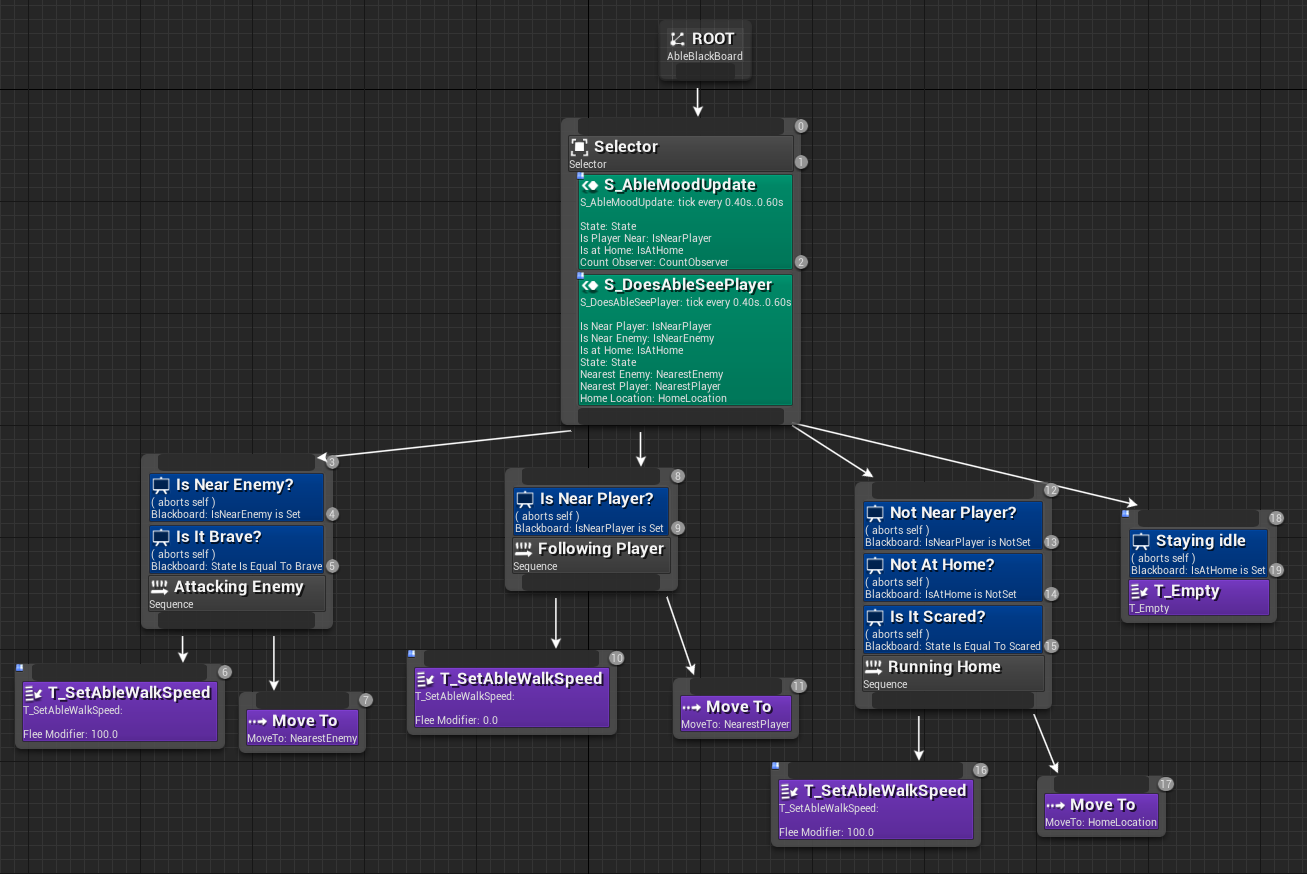 ROOT
AbleBlackBoard
0
Selector
Selector
1
S_AbleMoodUpdate
S_AbleMoodUpdate: tick every 0.40s..0.60s
State: State
Is Player Near: IsNearPlayer
Is at Home: IsAtHome
Count Observer: CountObserver
2
S_DoesAbleSeePlayer
S_DoesAbleSeePlayer: tick every 0.40s..0.60s
Is Near Player: IsNearPlayer
Is Near Enemy: IsNearEnemy
Is at Home: IsAtHome
State: State
Nearest Enemy: NearestEnemy
Nearest Player: NearestPlayer
Home Location: HomeLocation
3
Is Near Enemy?
( aborts self )
Blackboard: IsNearEnemy is Set
4
Is It Brave?
( aborts self )
Blackboard: State Is Equal To Brave
5
Attacking Enemy
Sequence
6
T_SetAbleWalkSpeed
T_SetAbleWalkSpeed:
Flee Modifier: 100.0
7
Move To
MoveTo: NearestEnemy
8
Is Near Player?
( aborts self )
Blackboard: IsNearPlayer is Set
9
Following Player
Sequence
10
T_SetAbleWalkSpeed
T_SetAbleWalkSpeed:
Flee Modifier: 0.0
11
Move To
MoveTo: NearestPlayer
12
Not Near Player?
( aborts self )
Blackboard: IsNearPlayer is NotSet
13
Not At Home?
( aborts self )
Blackboard: IsAtHome is NotSet
14
Is It Scared?
( aborts self )
Blackboard: State Is Equal To Scared
15
Running Home
Sequence
16
T_SetAbleWalkSpeed
T_SetAbleWalkSpeed:
Flee Modifier: 100.0
17
Move To
MoveTo: HomeLocation
18
Staying idle
( aborts self )
Blackboard: IsAtHome is Set
19
T_Empty
T_Empty